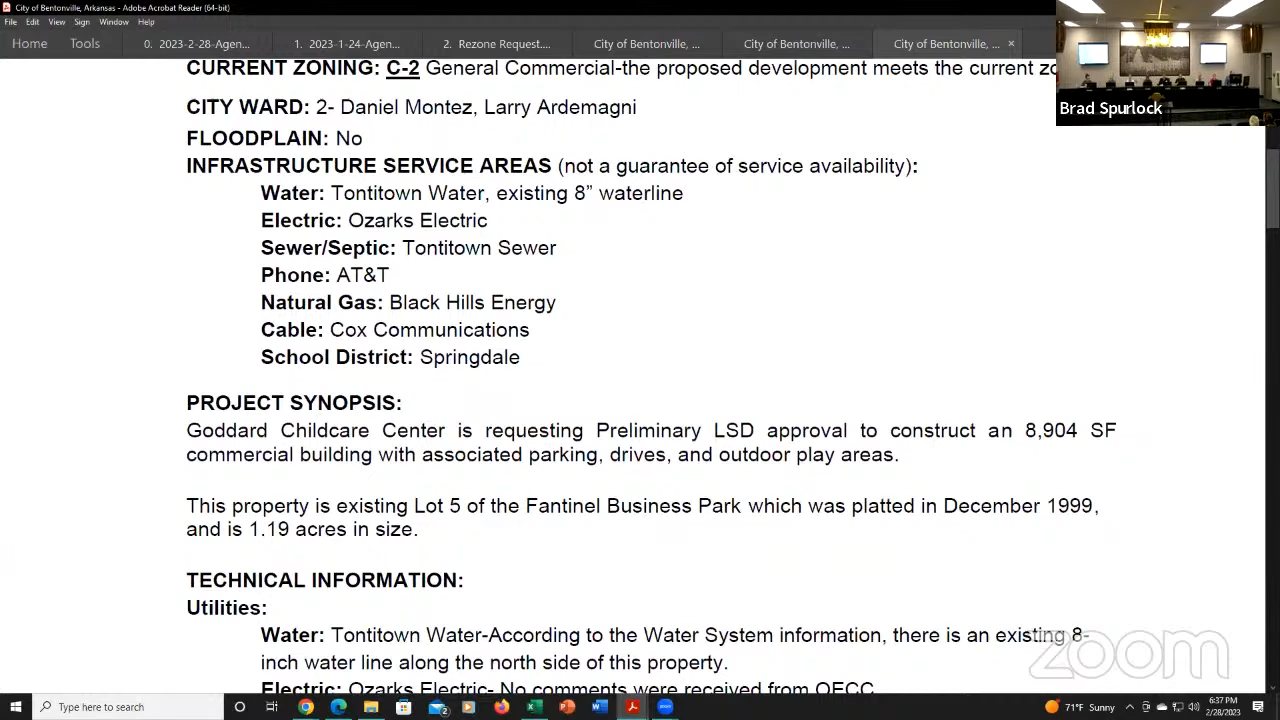 City of Bentonville, Arkansas - Adobe Acrobat Reader (64-bit)
File Edit View Sign Window Help
Home Tools 0. 2023-2-28-Agen... 1. 2023-1-24-Agen... 2. Rezone Request.... City of Bentonville, ... City of Bentonville, ... City of Bentonville, ... ×
CURRENT ZONING: C-2 General Commercial-the proposed development meets the current zo
Brad Spurlock
CITY WARD: 2- Daniel Montez, Larry Ardemagni
FLOODPLAIN: No
INFRASTRUCTURE SERVICE AREAS (not a guarantee of service availability):
Water: Tontitown Water, existing 8” waterline
Electric: Ozarks Electric
Sewer/Septic: Tontitown Sewer
Phone: AT&T
Natural Gas: Black Hills Energy
Cable: Cox Communications
School District: Springdale
PROJECT SYNOPSIS:
Goddard Childcare Center is requesting Preliminary LSD approval to construct an 8,904 SF
commercial building with associated parking, drives, and outdoor play areas.
This property is existing Lot 5 of the Fantinel Business Park which was platted in December 1999,
and is 1.19 acres in size.
TECHNICAL INFORMATION:
Utilities:
Water: Tontitown Water-According to the Water System information, there is an existing 8-
inch water line along the north side of this property.
Electric: Ozarks Electric- No comments were received from OECC
zoom
Type here to search
71°F Sunny
6:37 PM
2/28/2023